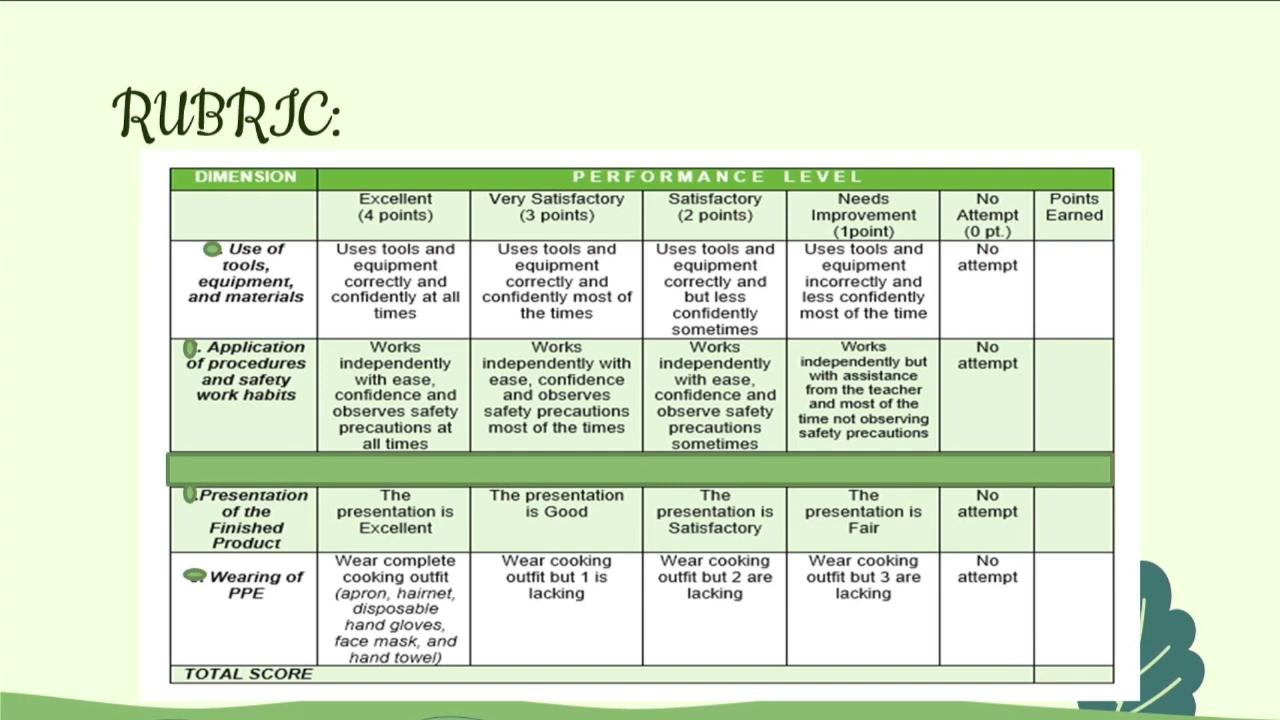 RUBRIC:
DIMENSION
PERFORMANCE LEVEL
Excellent
(4 points)
Very Satisfactory
(3 points)
Satisfactory
(2 points)
Needs
Improvement
(1point)
No
Attempt
(0 pt.)
Points
Earned
Use of
tools,
equipment,
and materials
Uses tools and
equipment
correctly and
confidently at all
times
Uses tools and
equipment
correctly and
confidently most of
the times
Uses tools and
equipment
correctly and
but less
confidently
sometimes
Uses tools and
equipment
incorrectly and
less confidently
most of the time
No
attempt
. Application
of procedures
and safety
work habits
Works
independently
with ease,
confidence and
observes safety
precautions at
all times
Works
independently with
ease, confidence
and observes
safety precautions
most of the times
Works
independently
with ease,
confidence and
observe safety
precautions
sometimes
Works
independently but
with assistance
from the teacher
and most of the
time not observing
safety precautions
No
attempt
.Presentation
of the
Finished
Product
The
presentation is
Excellent
The presentation
is Good
The
presentation is
Satisfactory
The
presentation is
Fair
No
attempt
Wearing of
PPE
Wear complete
cooking outfit
(apron, hairnet,
disposable
hand gloves,
face mask, and
hand towel)
Wear cooking
outfit but 1 is
lacking
Wear cooking
outfit but 2 are
lacking
Wear cooking
outfit but 3 are
lacking
No
attempt
TOTAL SCORE